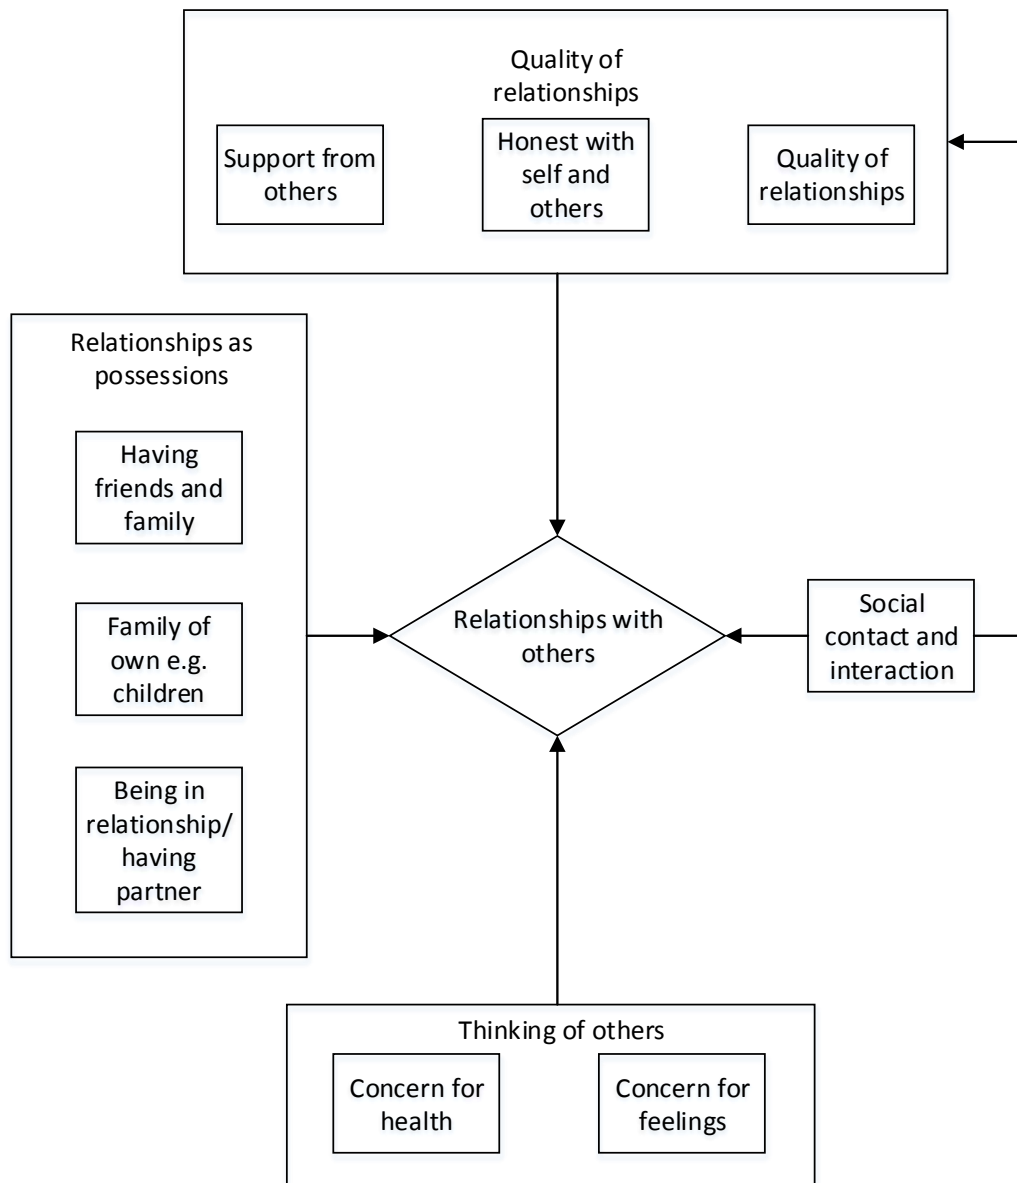 Quality of
relationships
Support from
others
Honest with
self and
others
Quality of
relationships
Relationships as
possessions
Having
friends and
family
Family of
own e.g.
children
Being in
relationship/
having
partner
Relationships with
others
Social
contact and
interaction
Thinking of others
Concern for
health
Concern for
feelings